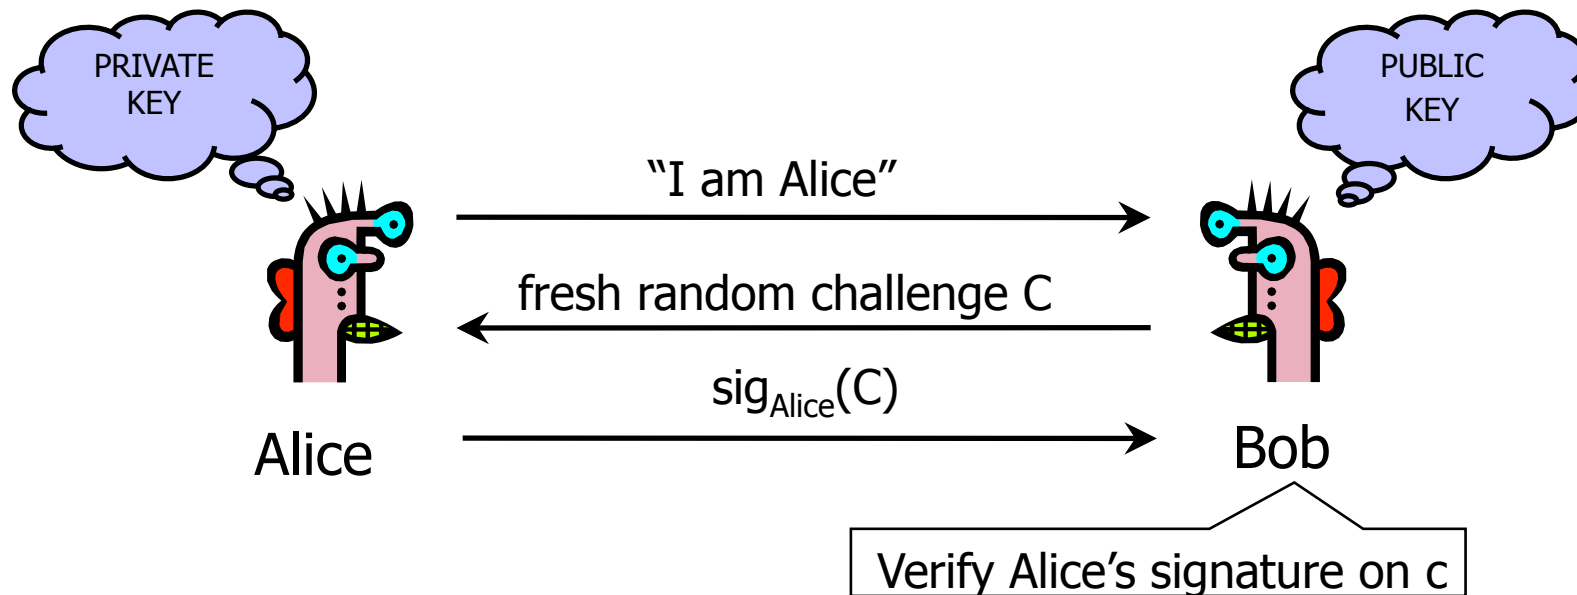 PRIVATE
KEY
PUBLIC
KEY
“I am Alice”
fresh random challenge C
sigAlice(C)
Alice
Bob
Verify Alice’s signature on c